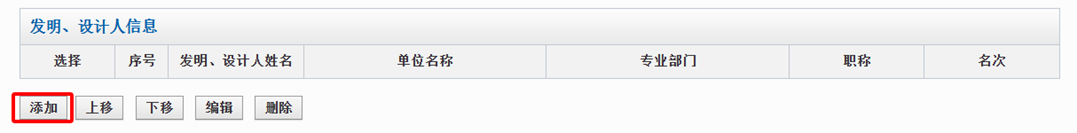 发明、设计人信息
选择 序号 发明、设计人姓名 单位名称 专业部门 职称 名次
添加 上移 下移 编辑 删除